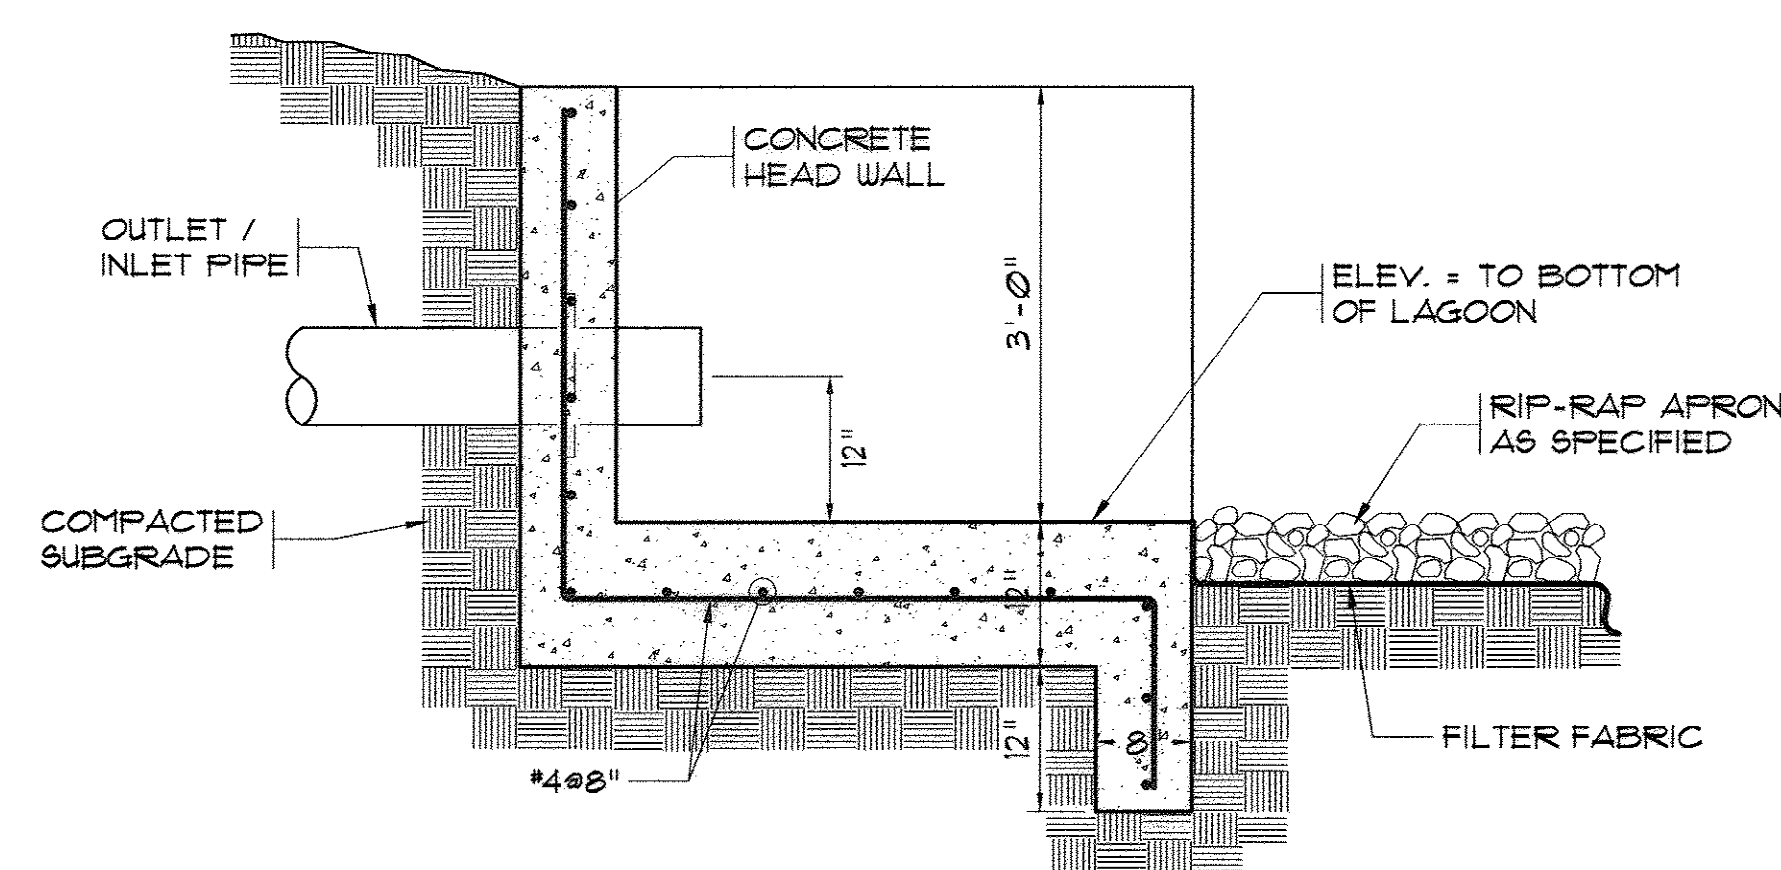 CONCRETE
HEAD WALL
OUTLET /
INLET PIPE
3'-0"
ELEV. = TO BOTTOM
OF LAGOON
RIP-RAP APRON
AS SPECIFIED
12"
COMPACTED
SUBGRADE
12"
12"
8
FILTER FABRIC
#4@8"